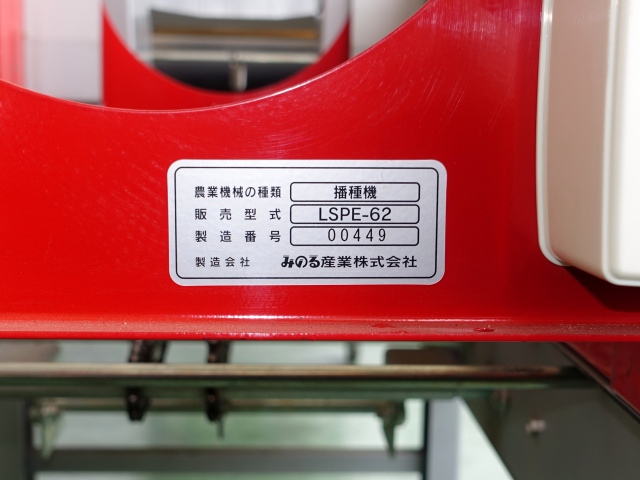 農業機械の種類 播種機
販売型式 LSPE-62
製造番号 00449
製造会社 みのる産業株式会社